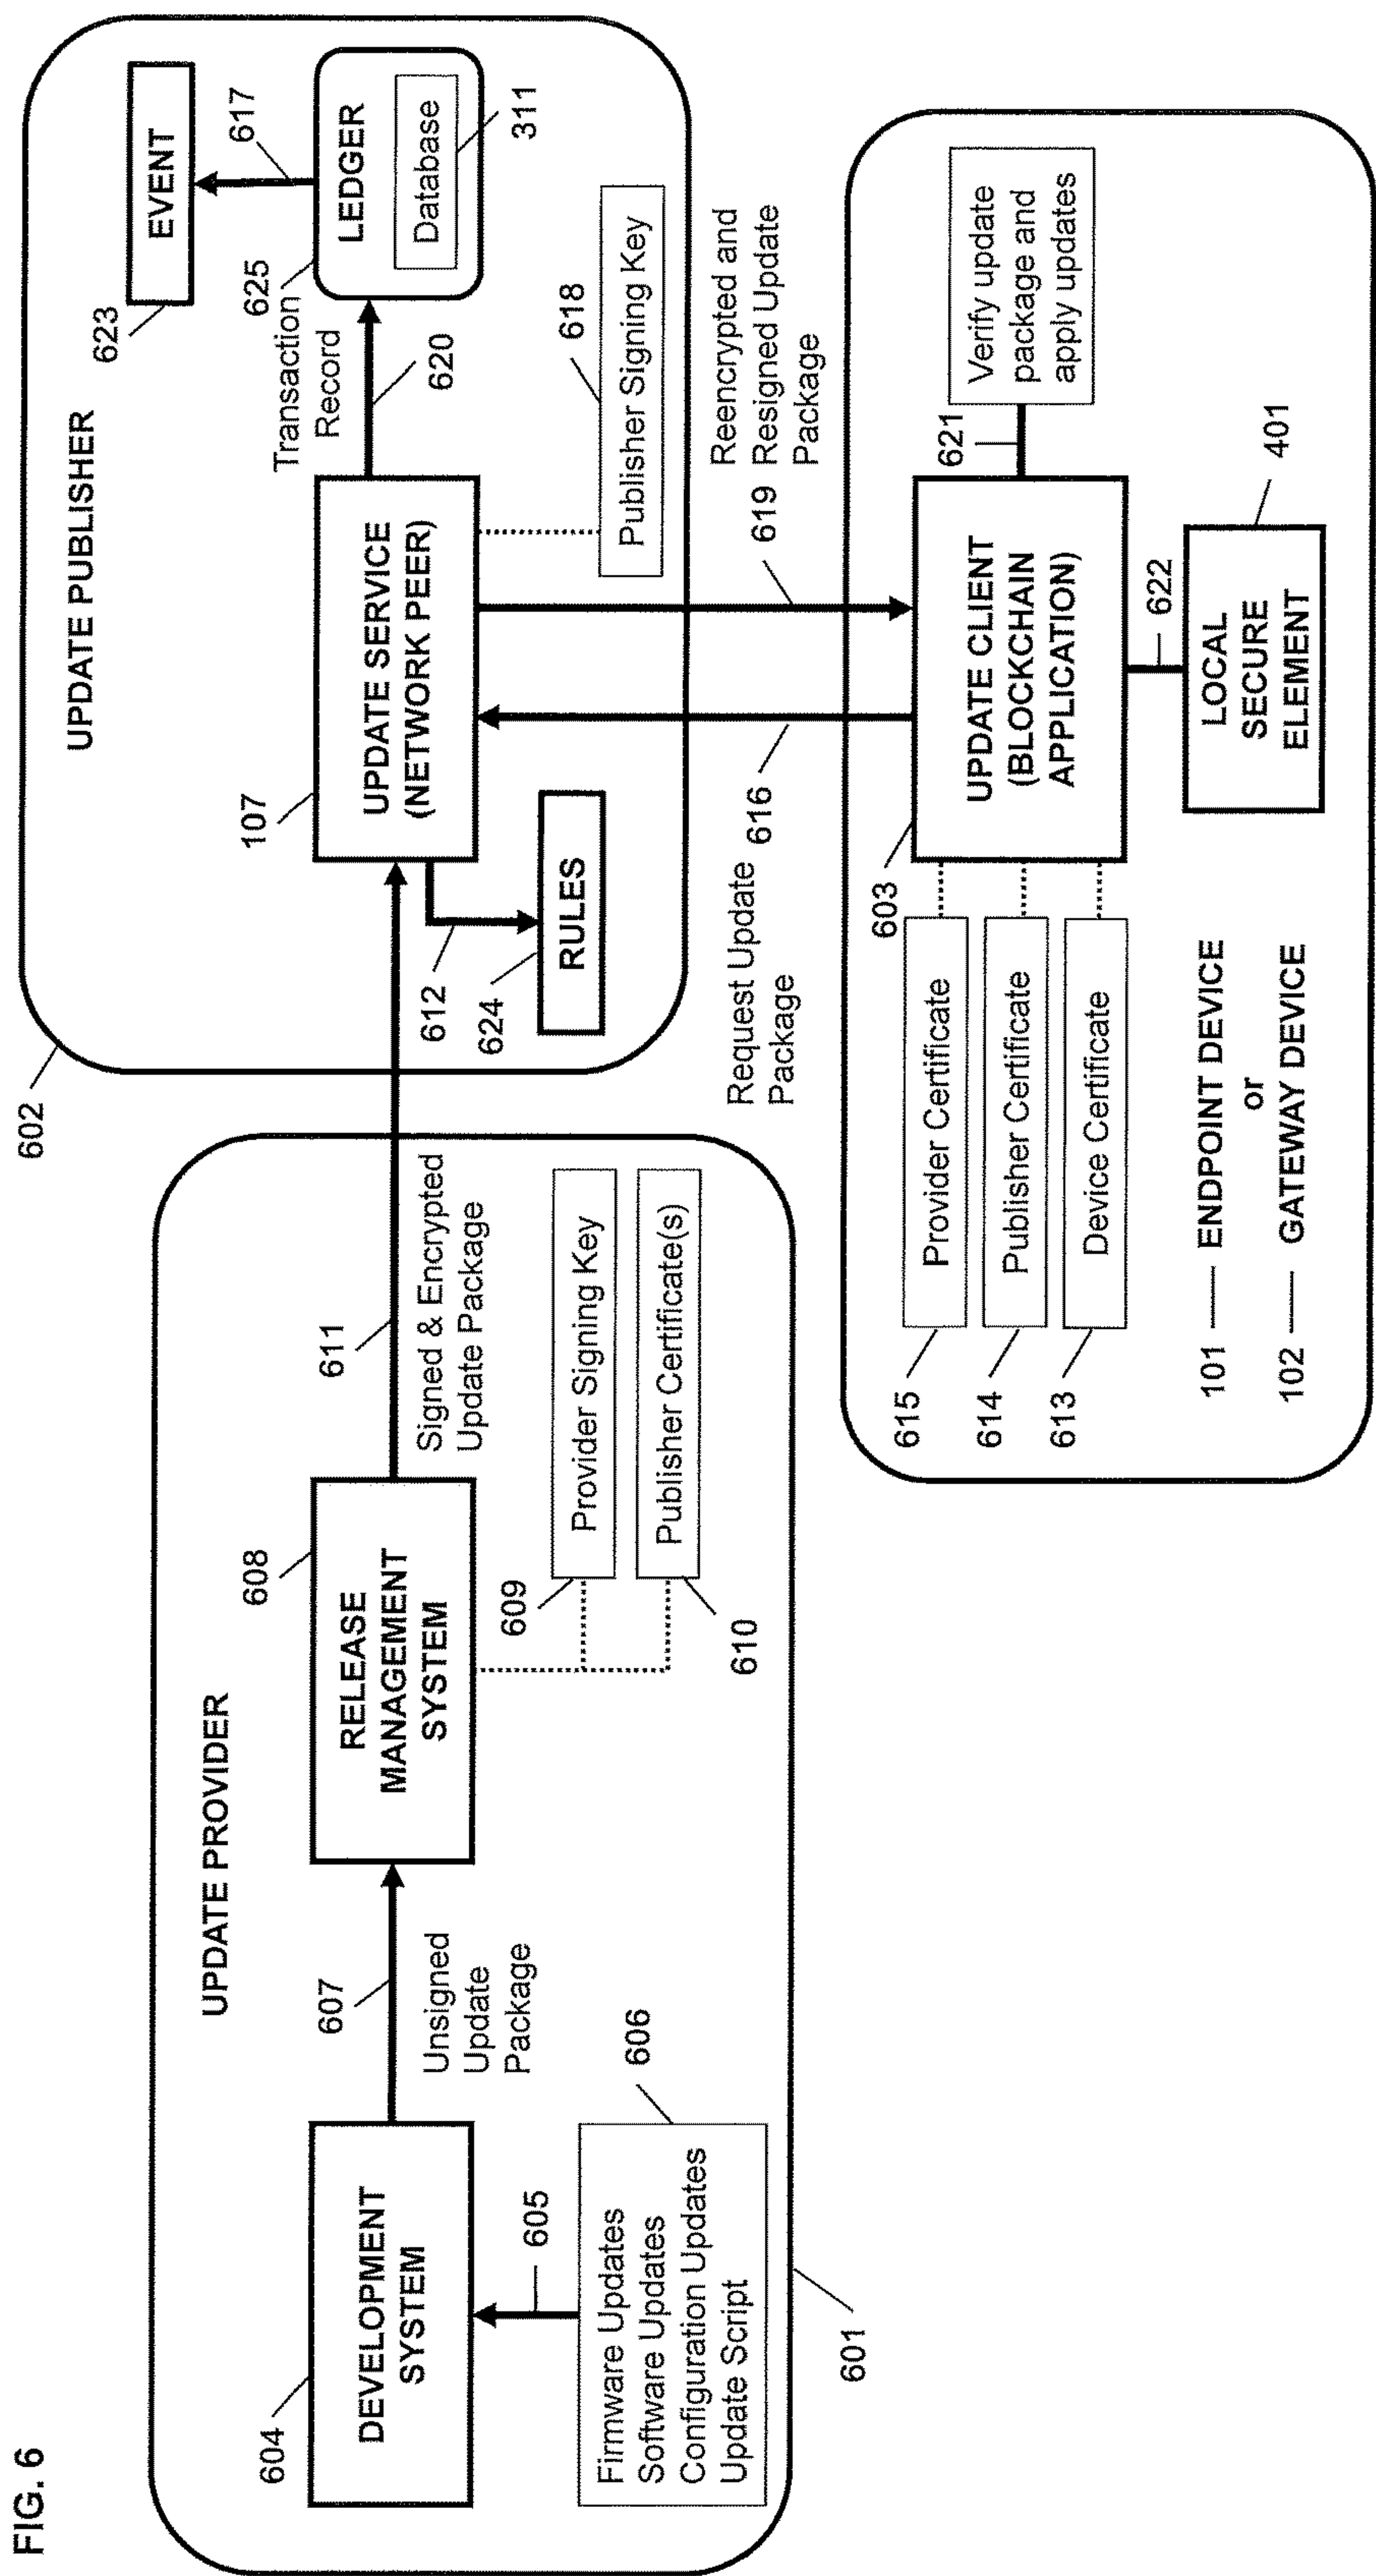 FIG. 6
UPDATE PROVIDER
604
DEVELOPMENT
SYSTEM
605
606
Firmware Updates
Software Updates
Configuration Updates
Update Script
601
607
Unsigned
Update
Package
608
RELEASE
MANAGEMENT
SYSTEM
609
Provider Signing Key
610
Publisher Certificate(s)
611
Signed & Encrypted
Update Package
602
UPDATE PUBLISHER
107
UPDATE SERVICE
(NETWORK PEER)
612
624
RULES
Transaction
Record
620
625
LEDGER
Database
311
617
623
EVENT
618
Publisher Signing Key
Request Update
Package
616
619
Reencrypted and
Resigned Update
Package
603
UPDATE CLIENT
(BLOCKCHAIN
APPLICATION)
621
Verify update
package and
apply updates
622
LOCAL
SECURE
ELEMENT
401
615
Provider Certificate
614
Publisher Certificate
613
Device Certificate
101
ENDPOINT DEVICE
or
102
GATEWAY DEVICE